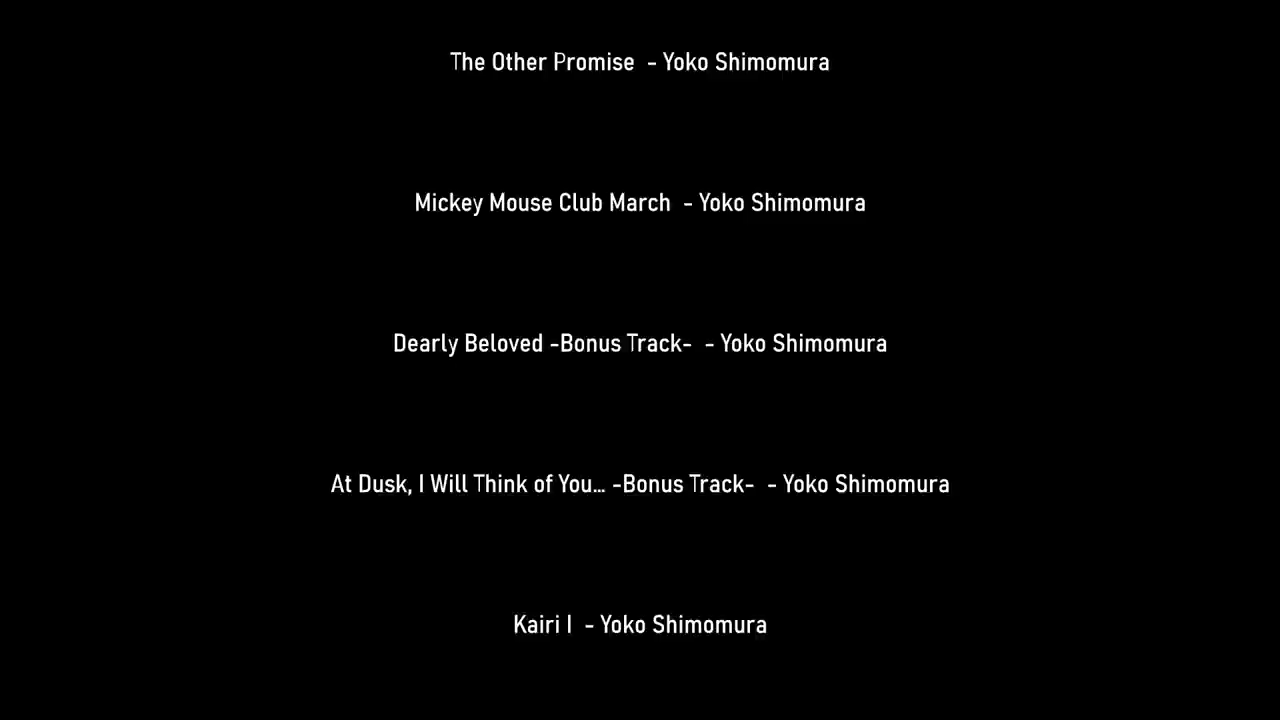 The Other Promise  - Yoko Shimomura
Mickey Mouse Club March  - Yoko Shimomura
Dearly Beloved -Bonus Track-  - Yoko Shimomura
At Dusk, I Will Think of You... -Bonus Track-  - Yoko Shimomura
Kairi I  - Yoko Shimomura